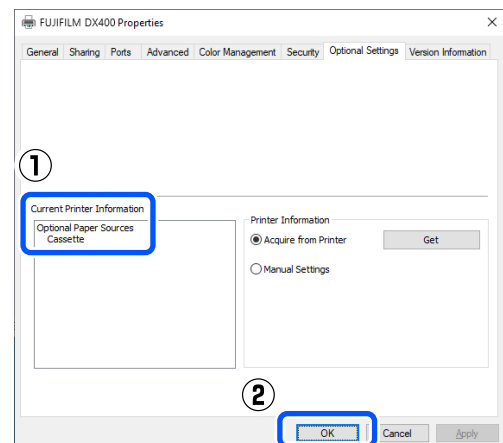 FUJIFILM DX400 Properties
General Sharing Ports Advanced Color Management Security Optional Settings Version Information
①
Current Printer Information
Optional Paper Sources
Cassette
Printer Information
Acquire from Printer
Get
Manual Settings
②
OK Cancel Apply